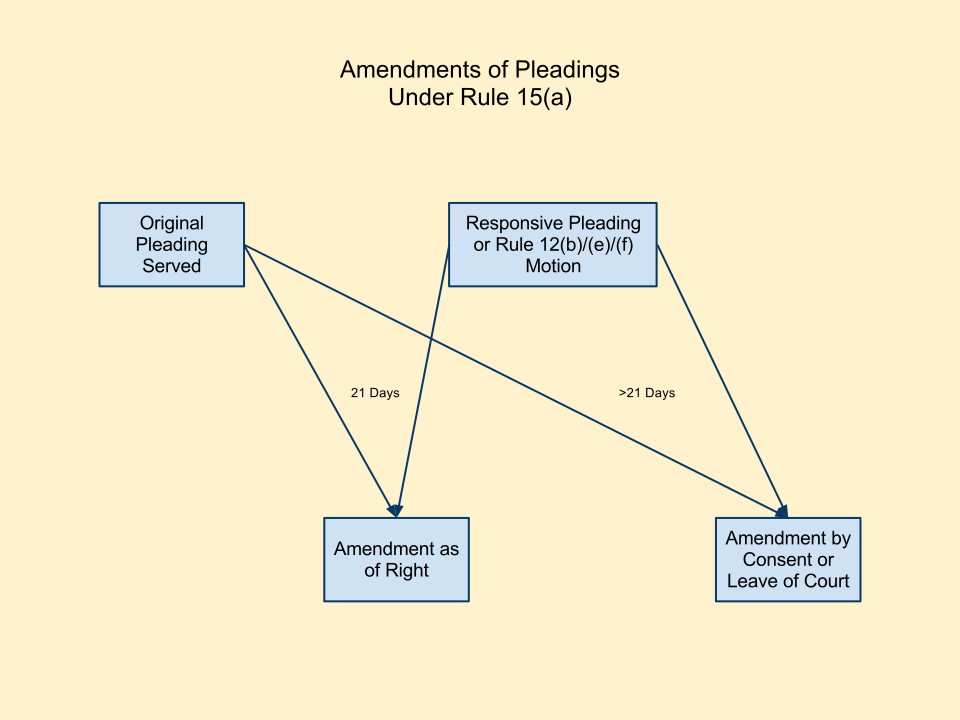 Amendments of Pleadings
Under Rule 15(a)
Original
Pleading
Served
Responsive Pleading
or Rule 12(b)/(e)/(f)
Motion
21 Days
>21 Days
Amendment as
of Right
Amendment by
Consent or
Leave of Court